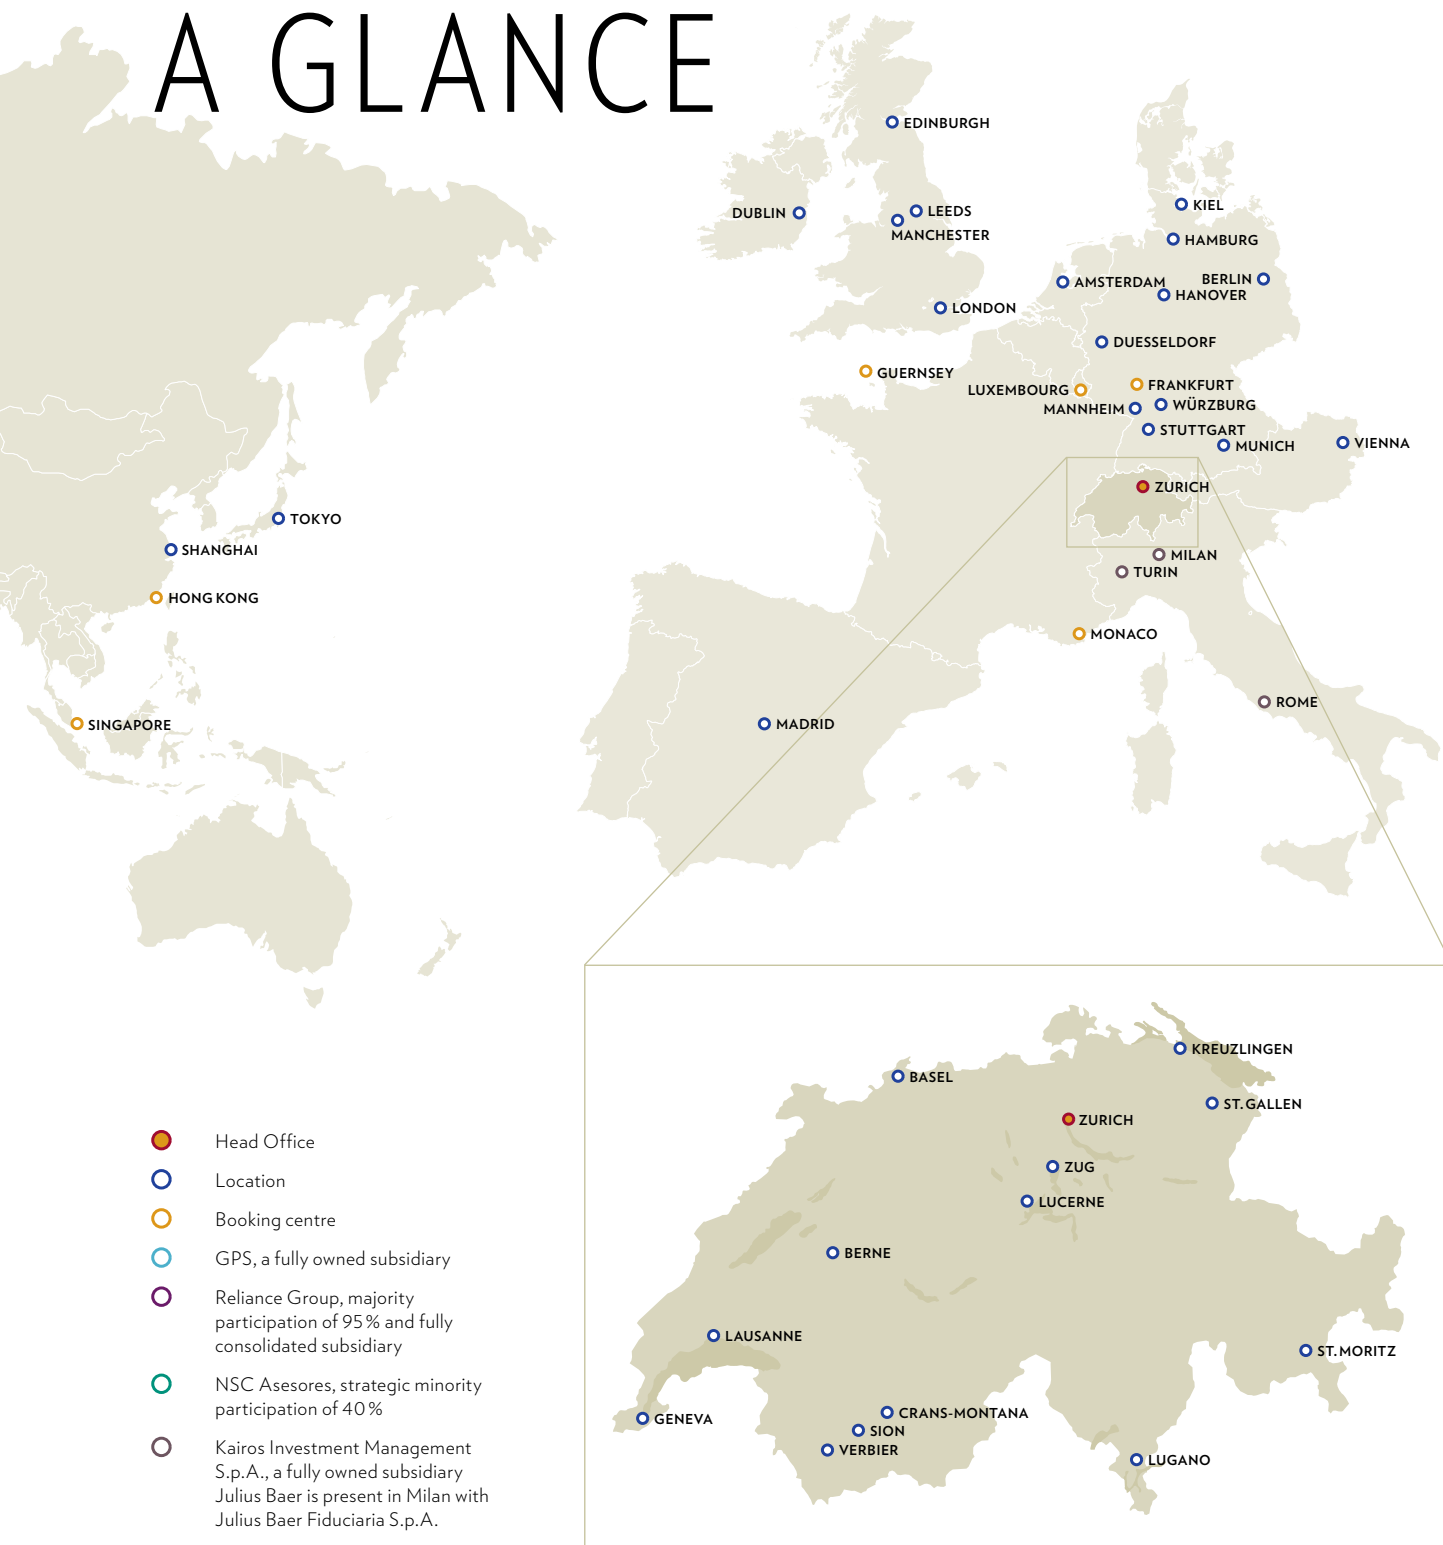 A GLANCE
EDINBURGH
DUBLIN
LEEDS
MANCHESTER
LONDON
KIEL
HAMBURG
AMSTERDAM
BERLIN
HANOVER
DUESSELDORF
GUERNSEY
LUXEMBOURG
FRANKFURT
MANNHEIM
WÜRZBURG
STUTTGART
MUNICH
VIENNA
ZURICH
MILAN
TURIN
MONACO
ROME
MADRID
TOKYO
SHANGHAI
HONG KONG
SINGAPORE
KREUZLINGEN
BASEL
ST. GALLEN
ZURICH
ZUG
LUCERNE
BERNE
LAUSANNE
ST. MORITZ
GENEVA
CRANS-MONTANA
SION
VERBIER
LUGANO
Head Office
Location
Booking centre
GPS, a fully owned subsidiary
Reliance Group, majority
participation of 95 % and fully
consolidated subsidiary
NSC Asesores, strategic minority
participation of 40 %
Kairos Investment Management
S.p.A., a fully owned subsidiary
Julius Baer is present in Milan with
Julius Baer Fiduciaria S.p.A.